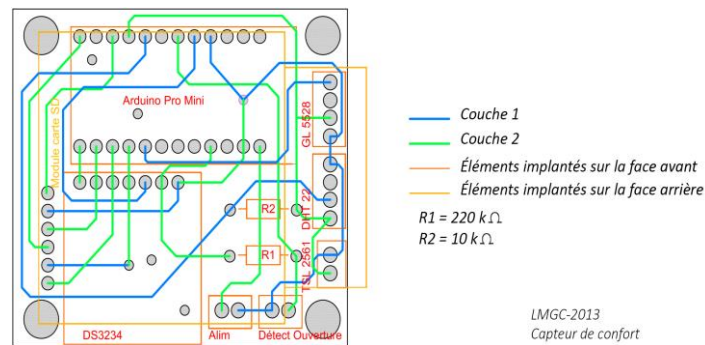 Arduino Pro Mini
Module carte SD
GL 5528
DHT 22
TSL 2561
R2
R1
DS3234
Alim
Détect Ouverture
Couche 1
Couche 2
Éléments implantés sur la face avant
Éléments implantés sur la face arrière
R1 = 220 kΩ
R2 = 10 kΩ
LMGC-2013
Capteur de confort